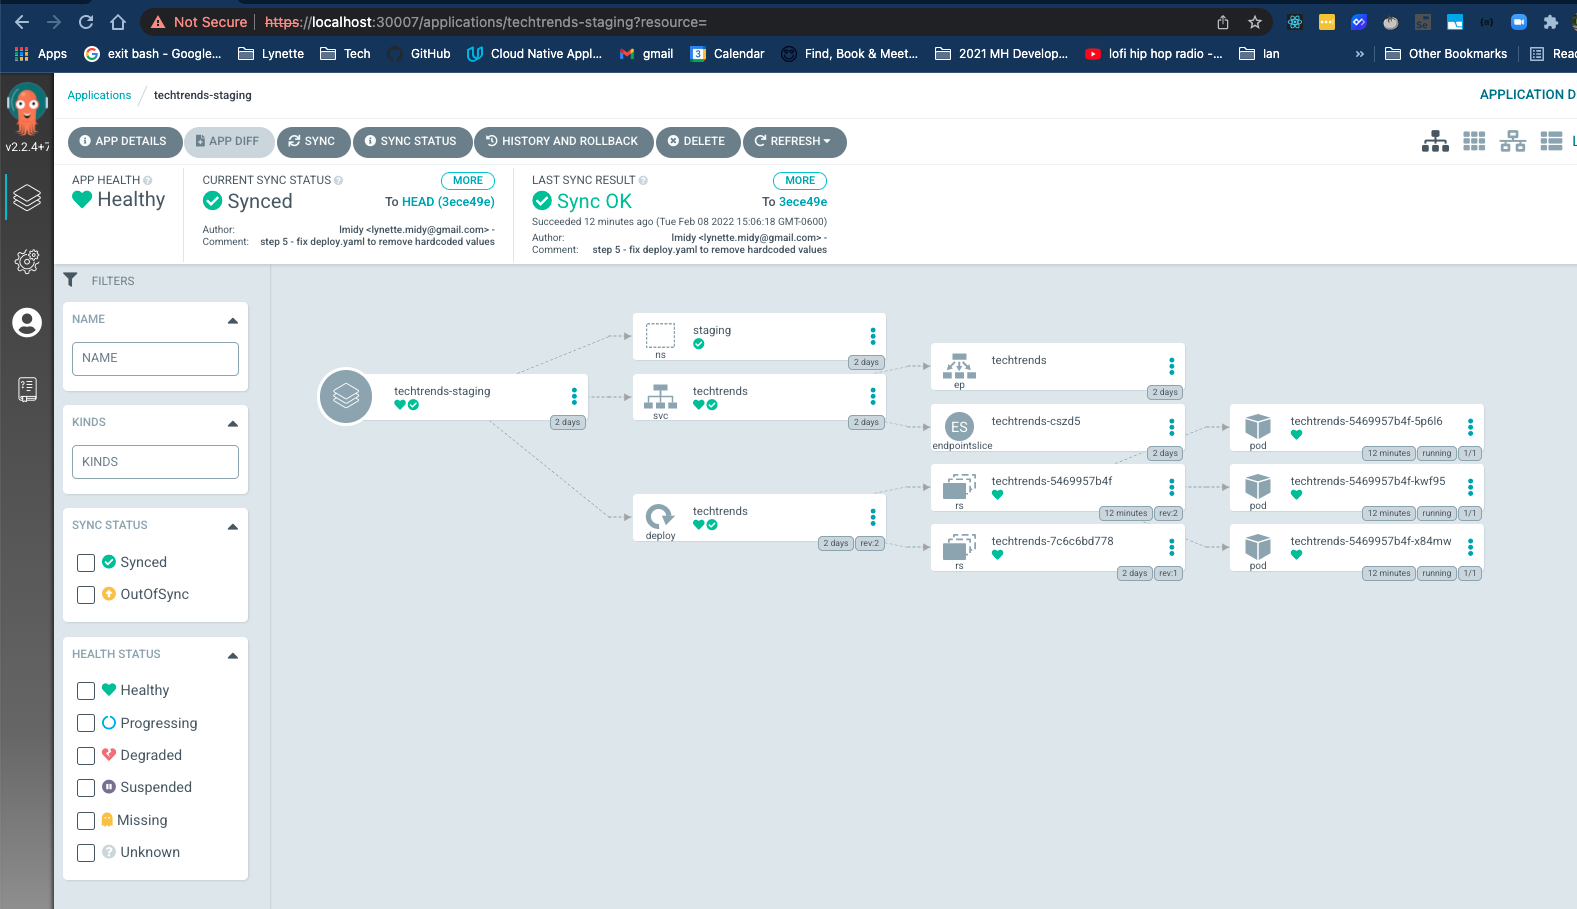 Not Secure https://localhost:30007/applications/techtrends-staging?resource=
Apps exit bash - Google... Lynette Tech GitHub Cloud Native Appl... gmail Calendar Find, Book & Meet... 2021 MH Develop... lofi hip hop radio -... Ian » Other Bookmarks Rea
Applications / techtrends-staging APPLICATION D
v2.2.4+7
APP DETAILS APP DIFF SYNC SYNC STATUS HISTORY AND ROLLBACK DELETE REFRESH
APP HEALTH
Healthy
CURRENT SYNC STATUS MORE
Synced To HEAD (3ece49e)
Author: lmidy <lynette.midy@gmail.com> -
Comment: step 5 - fix deploy.yaml to remove hardcoded values
LAST SYNC RESULT MORE
Sync OK To 3ece49e
Succeeded 12 minutes ago (Tue Feb 08 2022 15:06:18 GMT-0600)
Author: lmidy <lynette.midy@gmail.com> -
Comment: step 5 - fix deploy.yaml to remove hardcoded values
FILTERS
NAME
NAME
KINDS
KINDS
SYNC STATUS
Synced
OutOfSync
HEALTH STATUS
Healthy
Progressing
Degraded
Suspended
Missing
Unknown
techtrends-staging
2 days
staging
ns
2 days
techtrends
svc
2 days
techtrends
deploy
2 days rev:2
techtrends
ep
2 days
ES
techtrends-cszd5
endpointslice
2 days
techtrends-5469957b4f
rs
12 minutes rev:2
techtrends-7c6c6bd778
rs
2 days rev:1
techtrends-5469957b4f-5p6l6
pod
12 minutes running 1/1
techtrends-5469957b4f-kwf95
pod
12 minutes running 1/1
techtrends-5469957b4f-x84mw
pod
12 minutes running 1/1